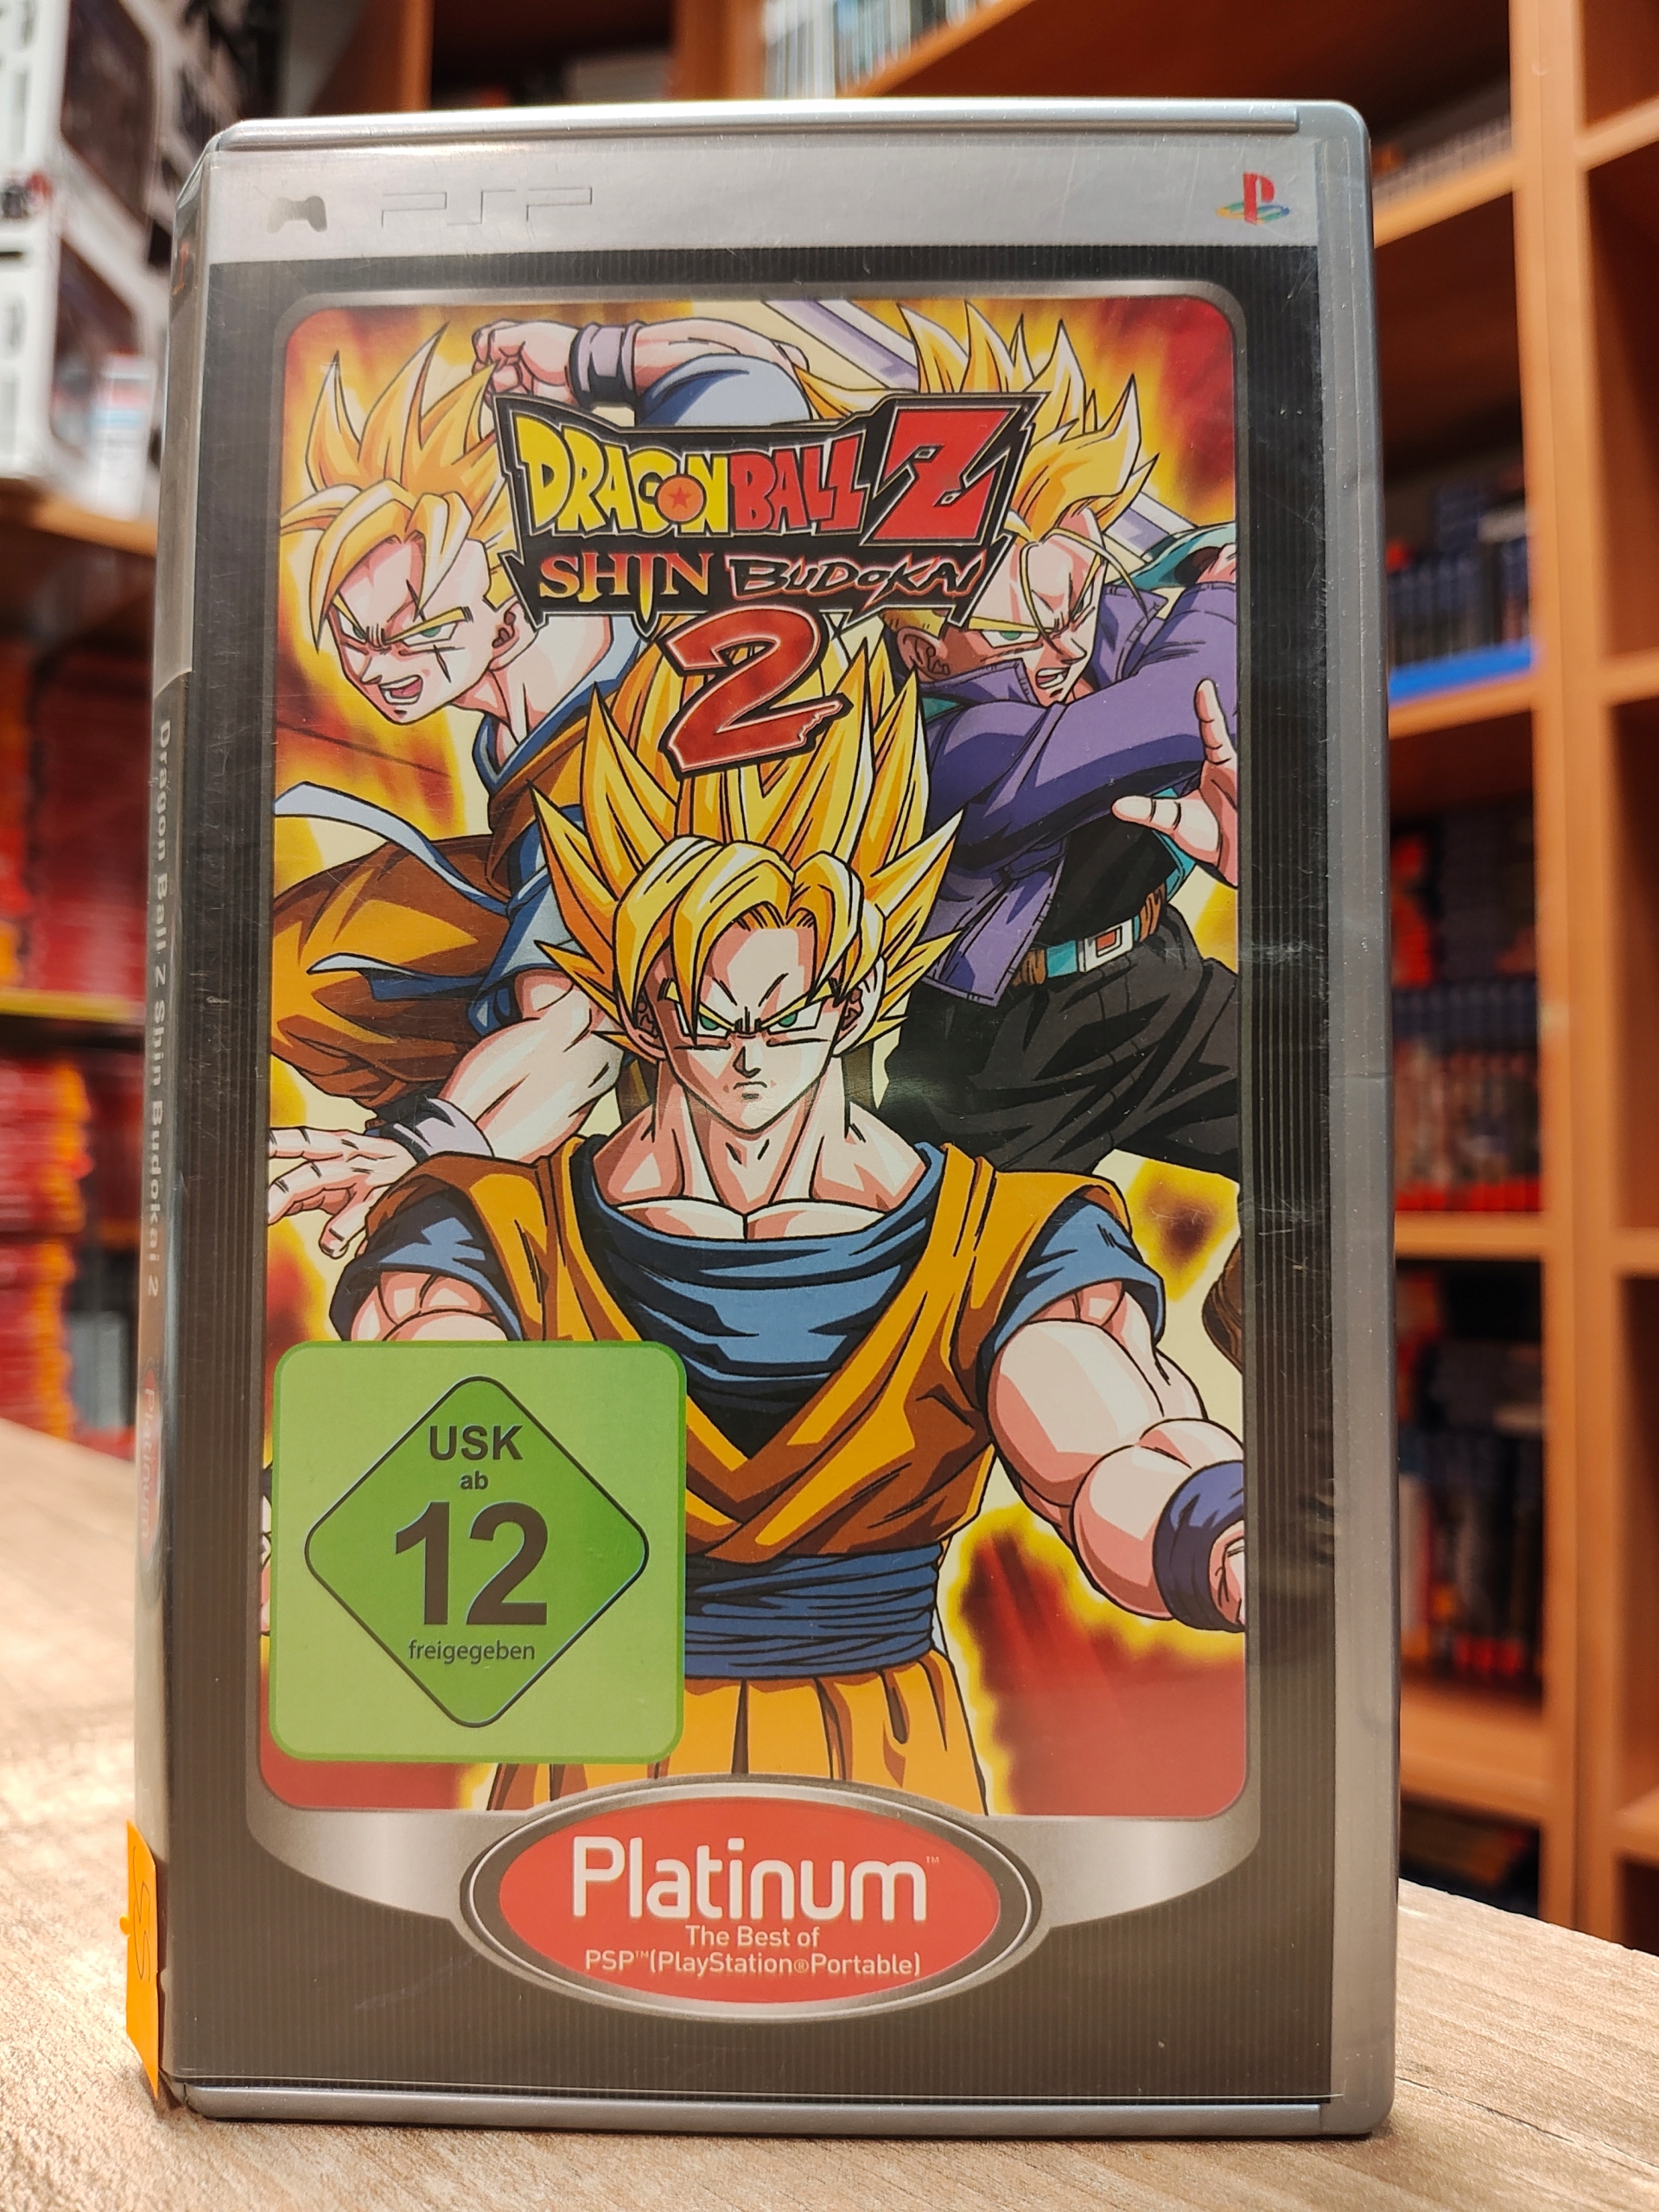 PSP
DRAGON BALL Z
SHIN BUDOKAI
2
Dragon Ball Z Shin Budokai 2
Platinum
USK
ab
12
freigegeben
Platinum™
The Best of
PSP™(PlayStation®Portable)